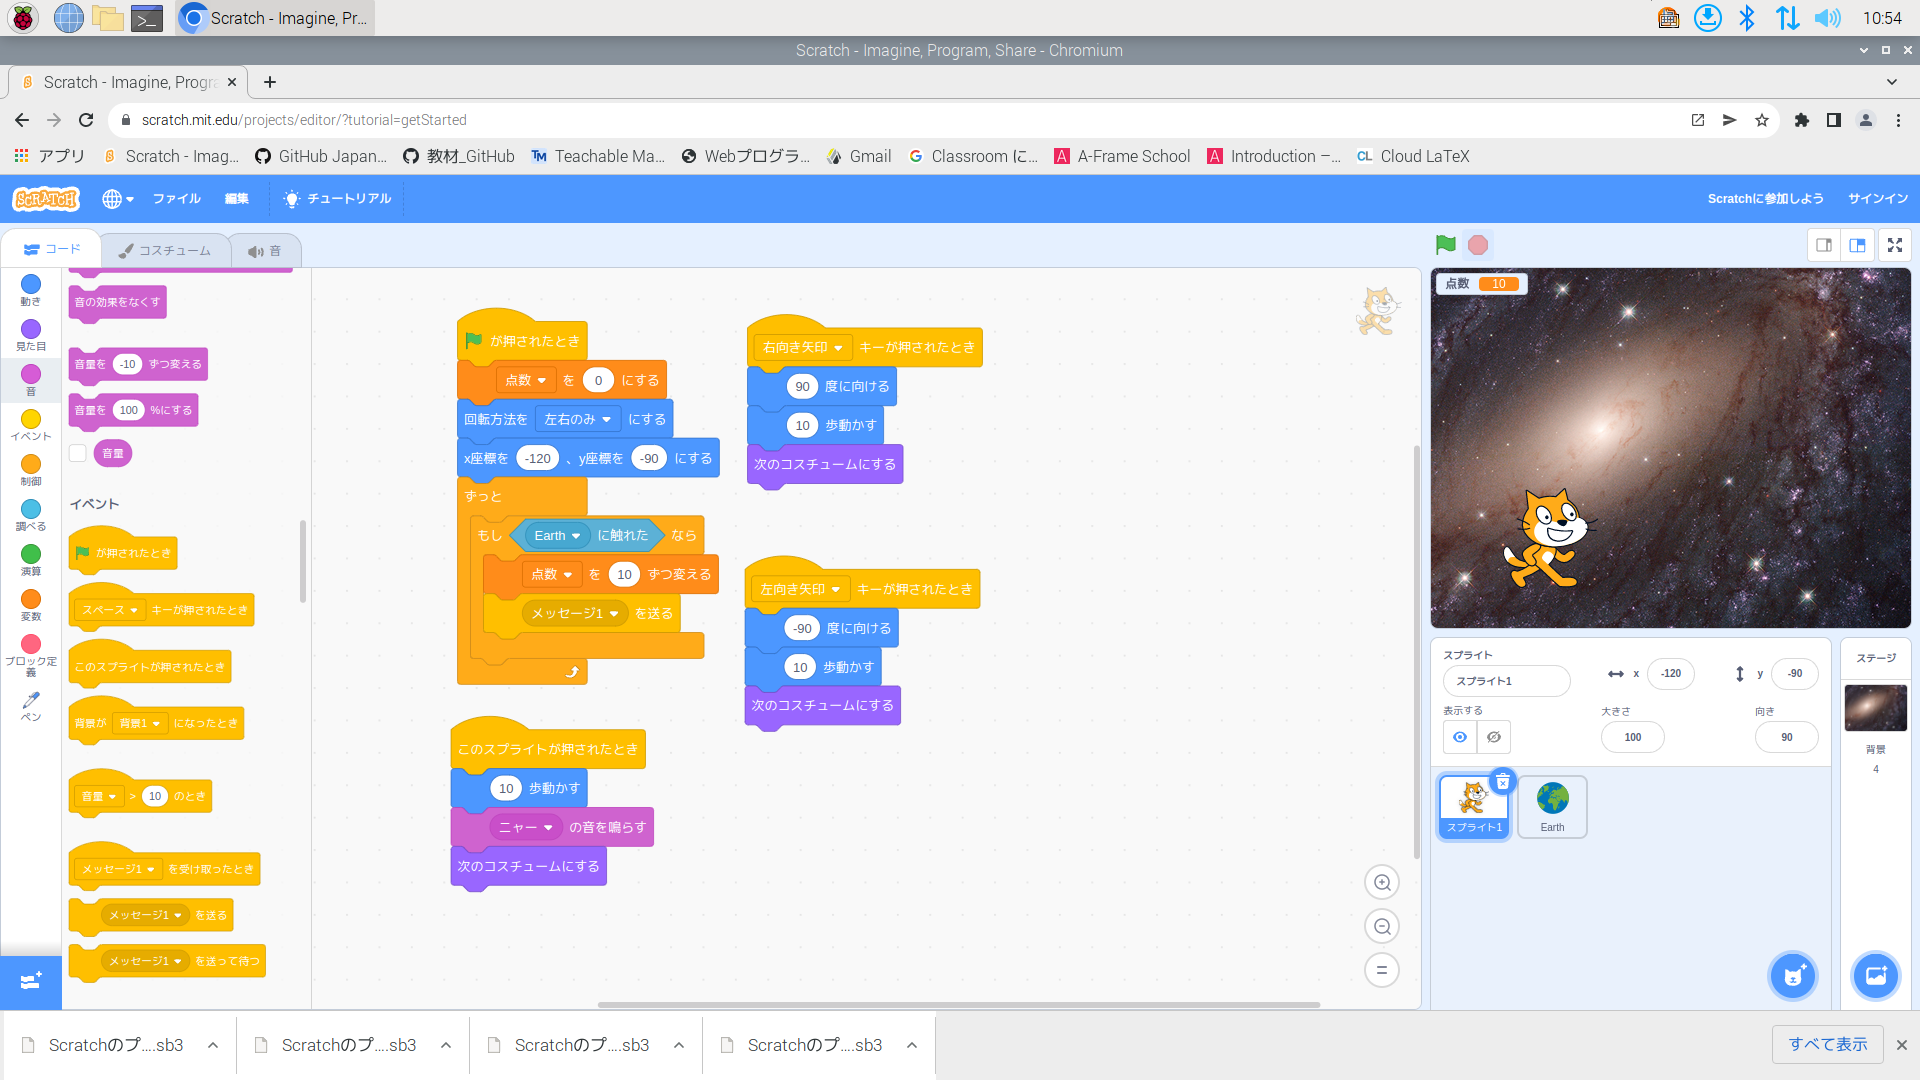 Scratch - Imagine, Pr...
10:54
Scratch - Imagine, Program, Share - Chromium
Scratch - Imagine, Progra
scratch.mit.edu/projects/editor/?tutorial=getStarted
アプリ
Scratch - Imag...
GitHub Japan...
教材_GitHub
Teachable Ma...
Webプログラ...
Gmail
Classroom に...
A-Frame School
Introduction –...
Cloud LaTeX
SCRATCH
ファイル
編集
チュートリアル
Scratchに参加しよう
サインイン
コード
コスチューム
音
動き
見た目
音
イベント
制御
調べる
演算
変数
ブロック定義
ペン
音の効果をなくす
音量を -10 ずつ変える
音量を 100 %にする
音量
イベント
が押されたとき
スペース キーが押されたとき
このスプライトが押されたとき
背景が 背景1 になったとき
音量 > 10 のとき
メッセージ1 を受け取ったとき
メッセージ1 を送る
メッセージ1 を送って待つ
が押されたとき
点数 を 0 にする
回転方法を 左右のみ にする
x座標を -120 、y座標を -90 にする
ずっと
もし Earth に触れた なら
点数 を 10 ずつ変える
メッセージ1 を送る
このスプライトが押されたとき
10 歩動かす
ニャー の音を鳴らす
次のコスチュームにする
右向き矢印 キーが押されたとき
90 度に向ける
10 歩動かす
次のコスチュームにする
左向き矢印 キーが押されたとき
-90 度に向ける
10 歩動かす
次のコスチュームにする
点数 10
スプライト
スプライト1
x -120
y -90
表示する
大きさ
100
向き
90
スプライト1
Earth
ステージ
背景
4
Scratchのプ....sb3
Scratchのプ....sb3
Scratchのプ....sb3
Scratchのプ....sb3
すべて表示